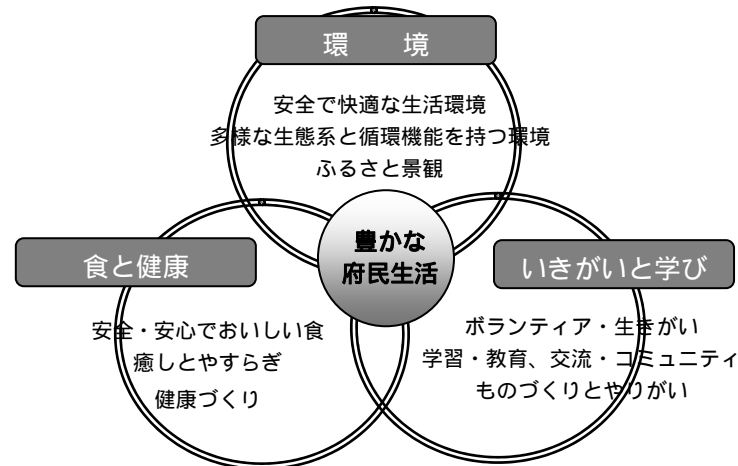 環　境
安全で快適な生活環境
多様な生態系と循環機能を持つ環境
ふるさと景観
豊かな
府民生活
食と健康
安全・安心でおいしい食
癒しとやすらぎ
健康づくり
いきがいと学び
ボランティア・生きがい
学習・教育、交流・コミュニティ
ものづくりとやりがい